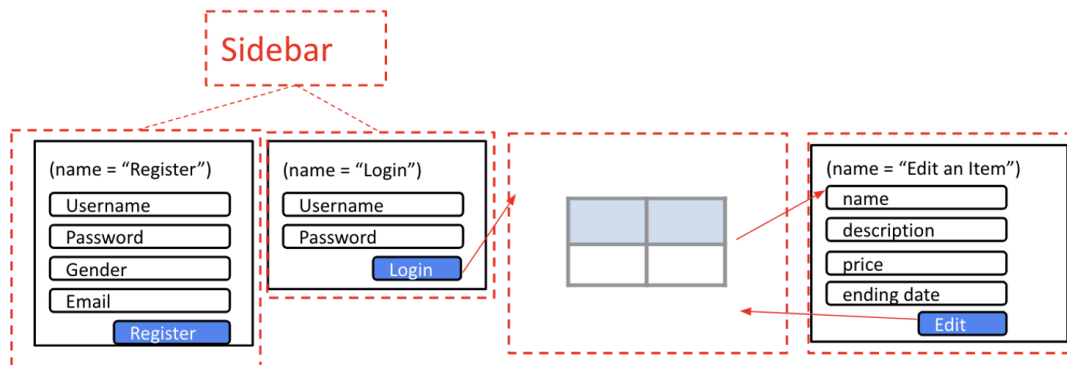 Sidebar
(name = “Register”)
Username
Password
Gender
Email
Register
(name = “Login”)
Username
Password
Login
(name = “Edit an Item”)
name
description
price
ending date
Edit